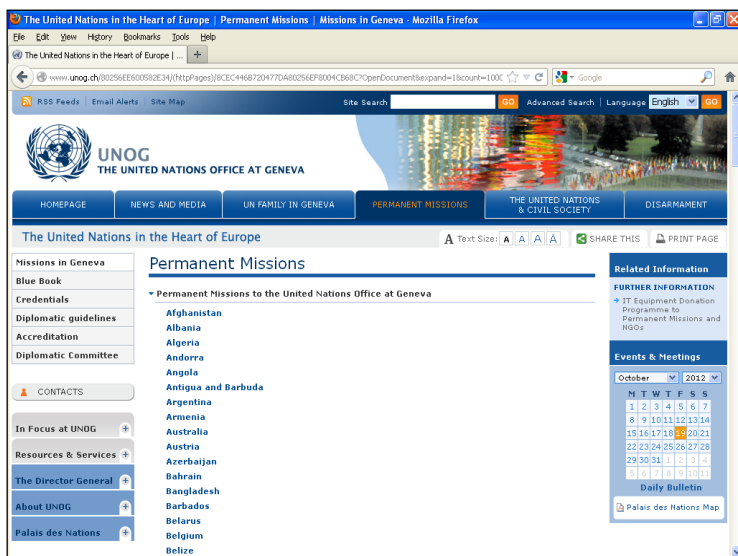 The United Nations in the Heart of Europe | Permanent Missions | Missions in Geneva - Mozilla Firefox
File Edit View History Bookmarks Tools Help
The United Nations in the Heart of Europe | ... +
www.unog.ch/80256EE600582E34/(httpPages)/8CEC446B720477DA80256EF8004CB68C?OpenDocument&expand=1&count=1000
Google
RSS Feeds | Email Alerts | Site Map
Site Search GO Advanced Search | Language English GO
UNOG
THE UNITED NATIONS OFFICE AT GENEVA
HOMEPAGE
NEWS AND MEDIA
UN FAMILY IN GENEVA
PERMANENT MISSIONS
THE UNITED NATIONS
& CIVIL SOCIETY
DISARMAMENT
The United Nations in the Heart of Europe
A Text Size: A A A A
SHARE THIS
PRINT PAGE
Missions in Geneva
Blue Book
Credentials
Diplomatic guidelines
Accreditation
Diplomatic Committee
CONTACTS
In Focus at UNOG +
Resources & Services +
The Director General +
About UNOG +
Palais des Nations +
Permanent Missions
Permanent Missions to the United Nations Office at Geneva
Afghanistan
Albania
Algeria
Andorra
Angola
Antigua and Barbuda
Argentina
Armenia
Australia
Austria
Azerbaijan
Bahrain
Bangladesh
Barbados
Belarus
Belgium
Belize
Related Information
FURTHER INFORMATION
IT Equipment Donation
Programme to
Permanent Missions and
NGOs
Events & Meetings
October 2012
M T W T F S S
1 2 3 4 5 6 7
8 9 10 11 12 13 14
15 16 17 18 19 20 21
22 23 24 25 26 27 28
29 30 31 1 2 3 4
5 6 7 8 9 10 11
Daily Bulletin
Palais des Nations Map